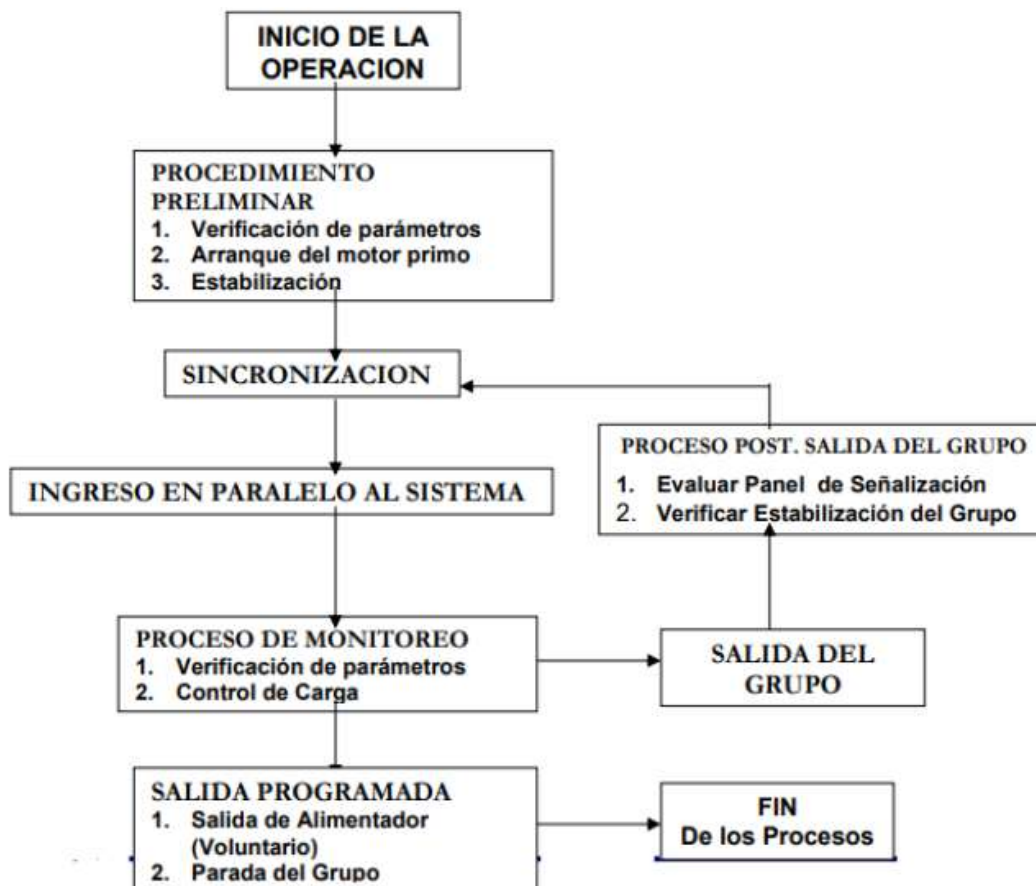 INICIO DE LA
OPERACION
PROCEDIMIENTO
PRELIMINAR
1. Verificación de parámetros
2. Arranque del motor primo
3. Estabilización
SINCRONIZACION
INGRESO EN PARALELO AL SISTEMA
PROCESO POST. SALIDA DEL GRUPO
1. Evaluar Panel de Señalización
2. Verificar Estabilización del Grupo
PROCESO DE MONITOREO
1. Verificación de parámetros
2. Control de Carga
SALIDA DEL
GRUPO
SALIDA PROGRAMADA
1. Salida de Alimentador
(Voluntario)
2. Parada del Grupo
FIN
De los Procesos